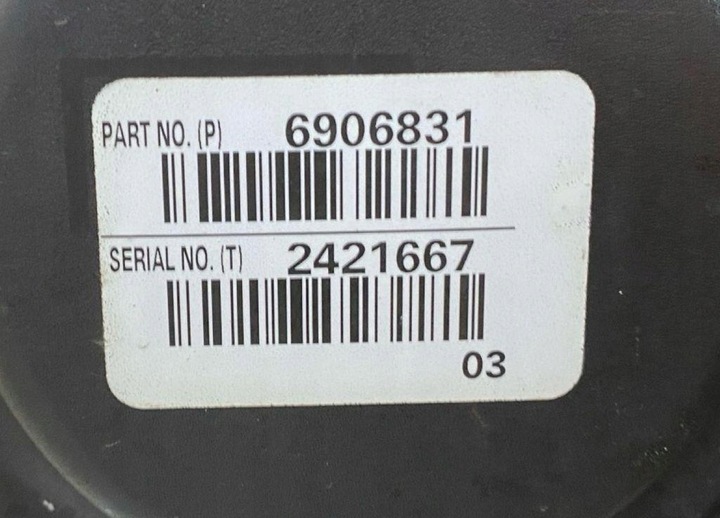 PART NO. (P) 6906831
SERIAL NO. (T) 2421667
03